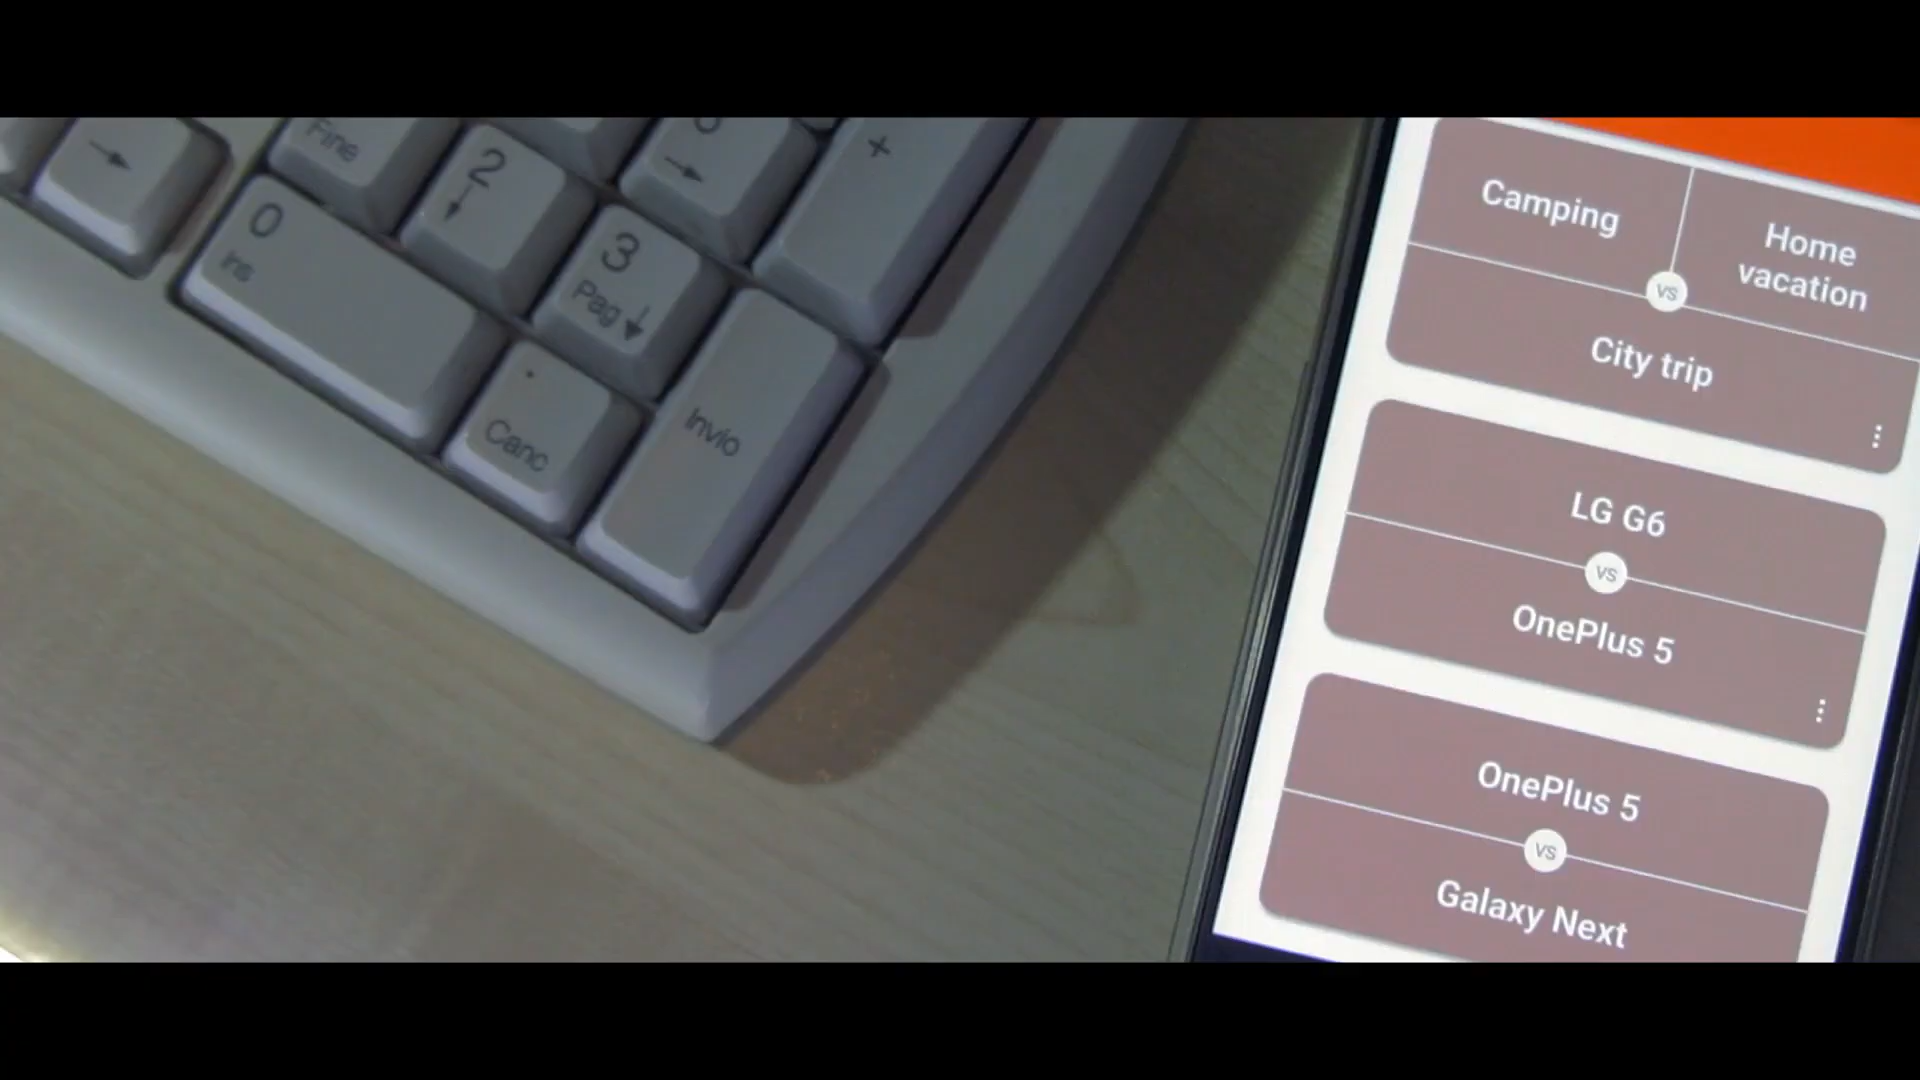 Fine
2
+
0
Ins
3
Pag
.
Canc
Invio
Camping
Home
vacation
vs
City trip
LG G6
vs
OnePlus 5
OnePlus 5
vs
Galaxy Next